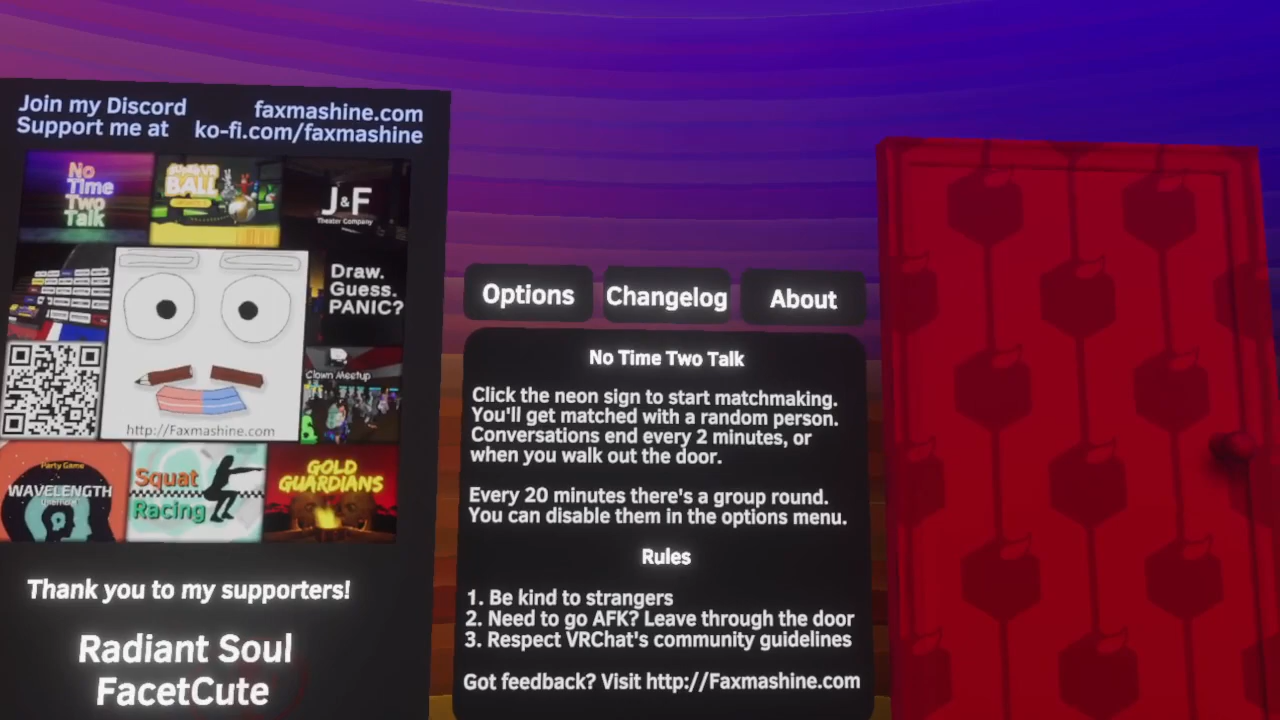 Join my Discord faxmashine.com
Support me at ko-fi.com/faxmashine
No
Time
Two
Talk
BALL
J&F
Theater Company
Draw.
Guess.
PANIC?
Clown Meetup
http://Faxmashine.com
Party Game
WAVELENGTH
Squat
Racing
GOLD
GUARDIANS
Thank you to my supporters!
Radiant Soul
FacetCute
Options
Changelog
About
No Time Two Talk
Click the neon sign to start matchmaking.
You'll get matched with a random person.
Conversations end every 2 minutes, or
when you walk out the door.
Every 20 minutes there's a group round.
You can disable them in the options menu.
Rules
1. Be kind to strangers
2. Need to go AFK? Leave through the door
3. Respect VRChat's community guidelines
Got feedback? Visit http://Faxmashine.com